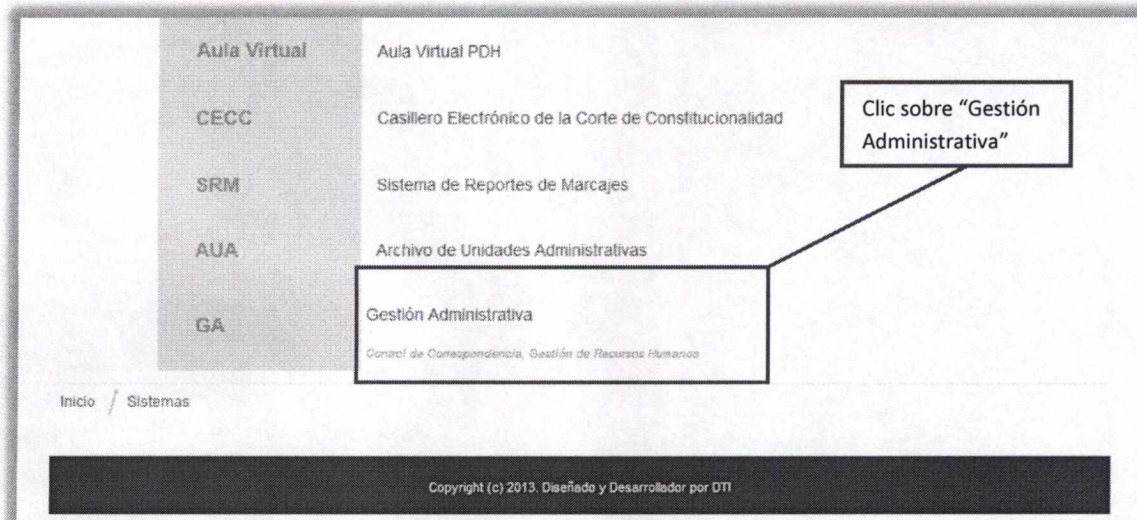 Aula Virtual Aula Virtual PDH
CECC Casillero Electrónico de la Corte de Constitucionalidad
Clic sobre “Gestión
Administrativa”
SRM Sistema de Reportes de Marcajes
AUA Archivo de Unidades Administrativas
GA Gestión Administrativa
Control de Correspondencia, Gestión de Recursos Humanos
Inicio / Sistemas
Copyright (c) 2013. Diseñado y Desarrollador por DTI